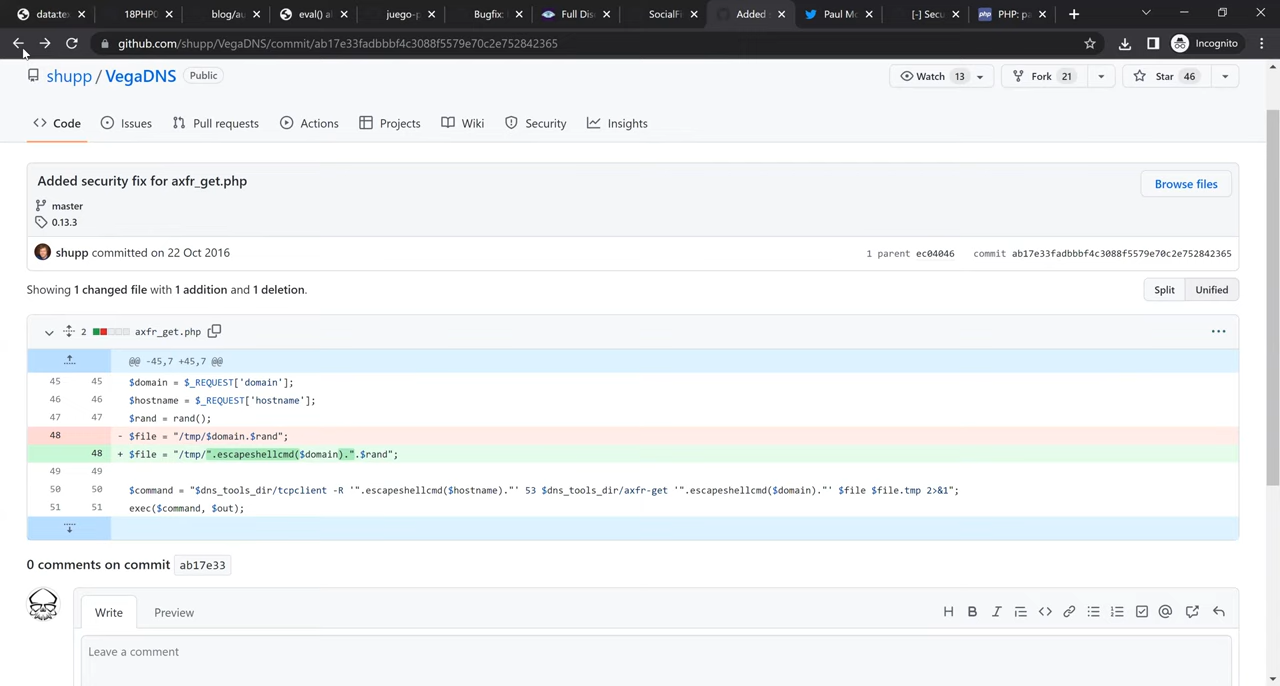 data:te
18PHP
blog/au
eval() a
juego-p
Bugfix:
Full Dis
SocialFi
Added
Paul Mo
[-] Secu
PHP: pa
github.com/shupp/VegaDNS/commit/ab17e33fadbbbf4c3088f5579e70c2e752842365
Incognito
shupp / VegaDNS Public
Watch 13
Fork 21
Star 46
Code
Issues
Pull requests
Actions
Projects
Wiki
Security
Insights
Added security fix for axfr_get.php
Browse files
master
0.13.3
shupp committed on 22 Oct 2016
1 parent ec04046 commit ab17e33fadbbbf4c3088f5579e70c2e752842365
Showing 1 changed file with 1 addition and 1 deletion.
Split Unified
2 axfr_get.php
@@ -45,7 +45,7 @@
45 45 $domain = $_REQUEST['domain'];
46 46 $hostname = $_REQUEST['hostname'];
47 47 $rand = rand();
48 - $file = "/tmp/$domain.$rand";
48 + $file = "/tmp/".escapeshellcmd($domain).".$rand";
49 49
50 50 $command = "$dns_tools_dir/tcpclient -R '".escapeshellcmd($hostname)."' 53 $dns_tools_dir/axfr-get '".escapeshellcmd($domain)."' $file $file.tmp 2>&1";
51 51 exec($command, $out);
0 comments on commit ab17e33
Write Preview
Leave a comment